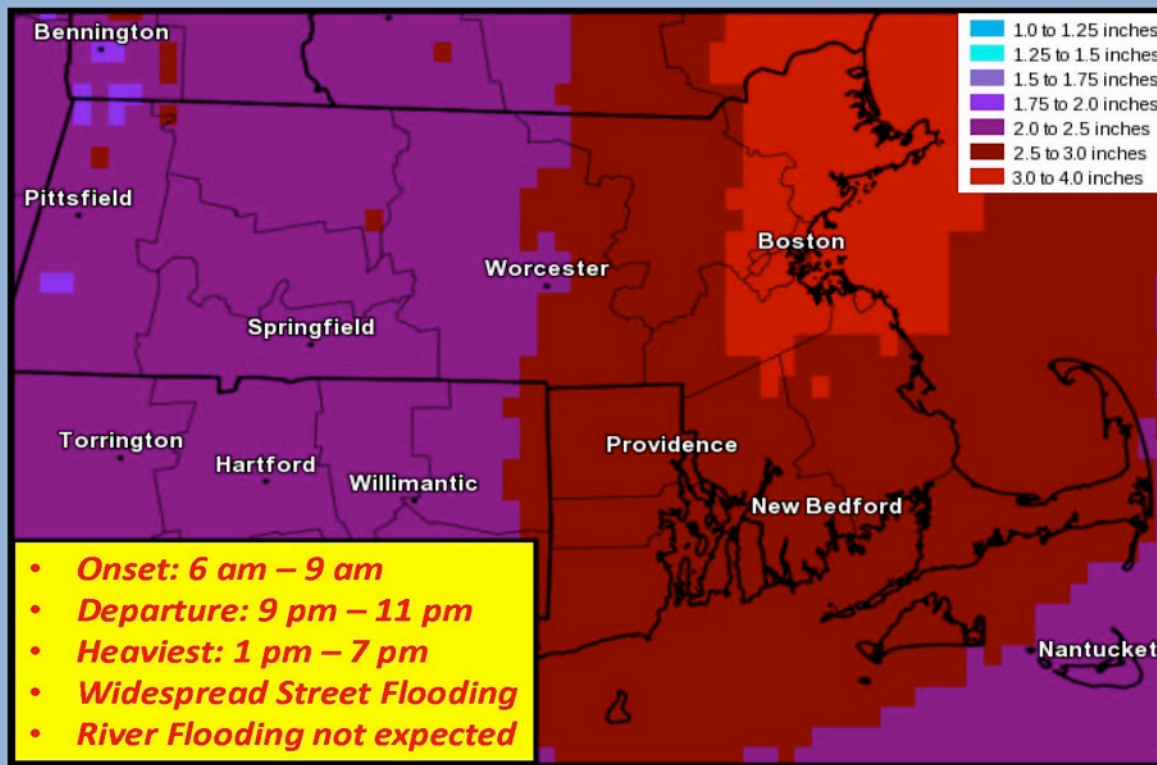 Bennington
1.0 to 1.25 inches
1.25 to 1.5 inches
1.5 to 1.75 inches
1.75 to 2.0 inches
2.0 to 2.5 inches
2.5 to 3.0 inches
3.0 to 4.0 inches
Pittsfield
Boston
Worcester
Springfield
Torrington
Hartford
Willimantic
Providence
New Bedford
Nantucket
• Onset: 6 am – 9 am
• Departure: 9 pm – 11 pm
• Heaviest: 1 pm – 7 pm
• Widespread Street Flooding
• River Flooding not expected